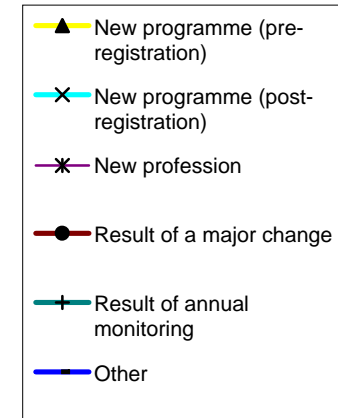 New programme (pre-
registration)
New programme (post-
registration)
New profession
Result of a major change
Result of annual
monitoring
Other